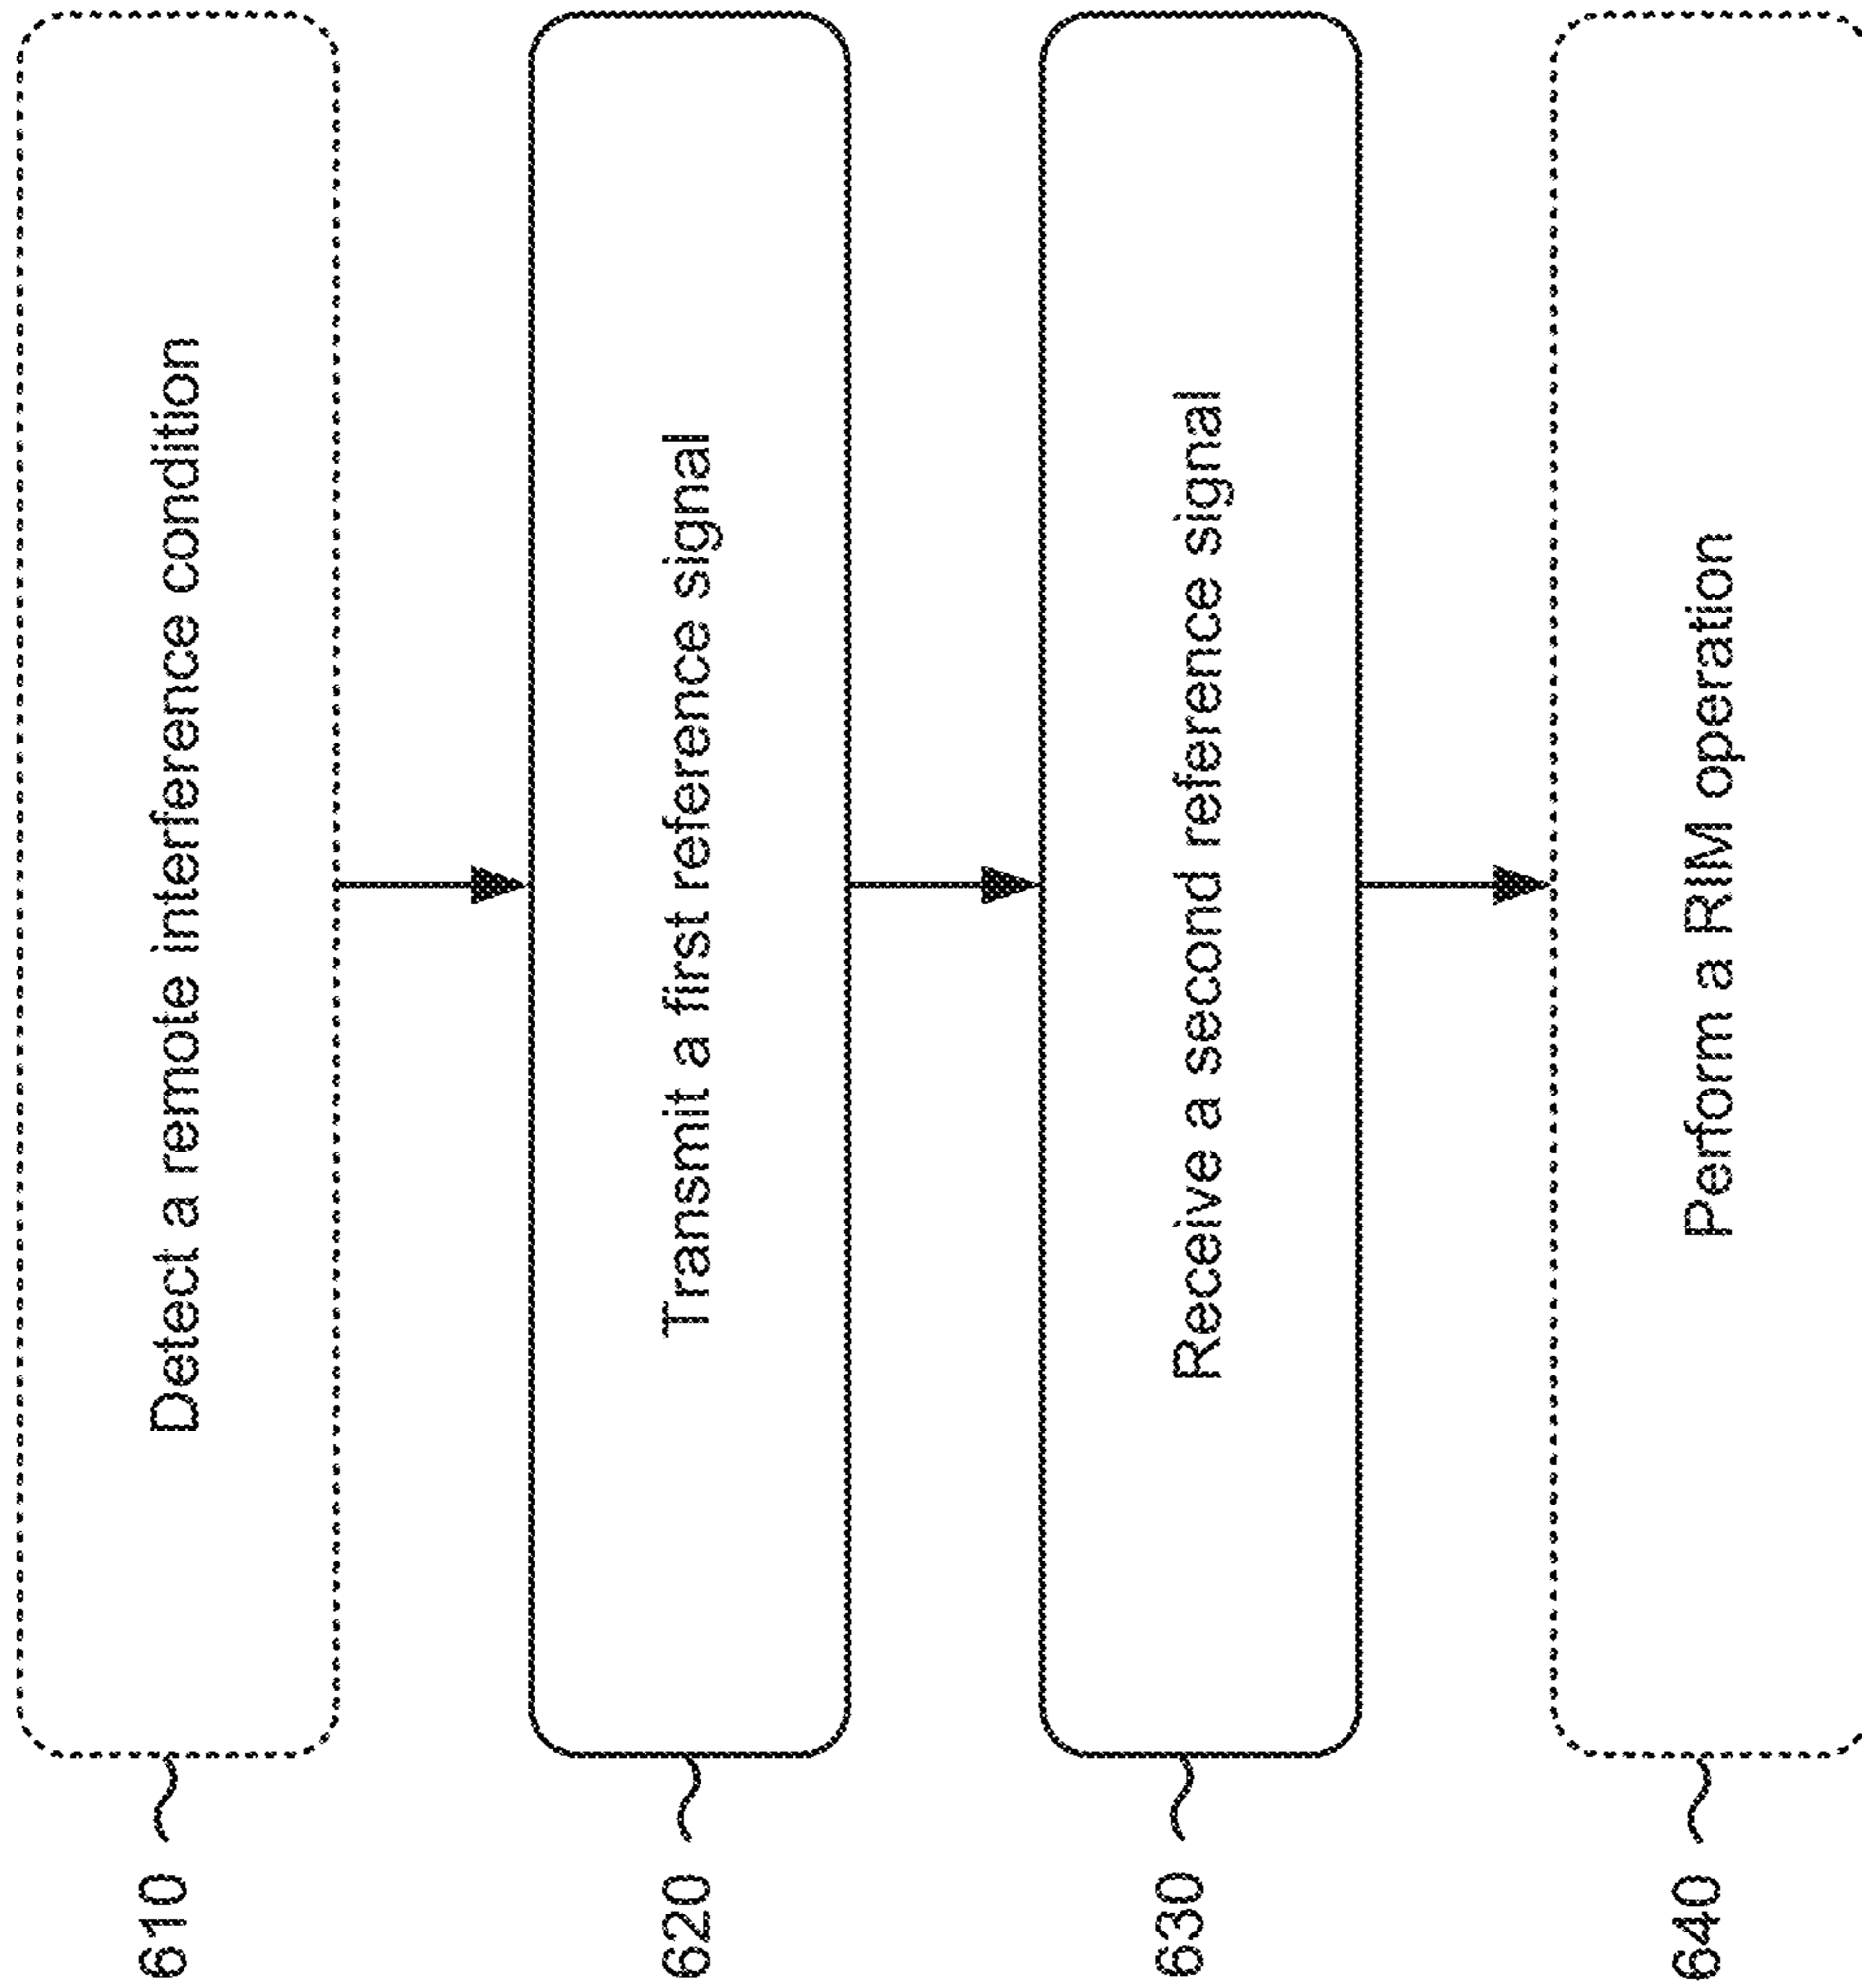 610
Detect a remote interference condition
620
Transmit a first reference signal
630
Receive a second reference signal
640
Perform a RIM operation